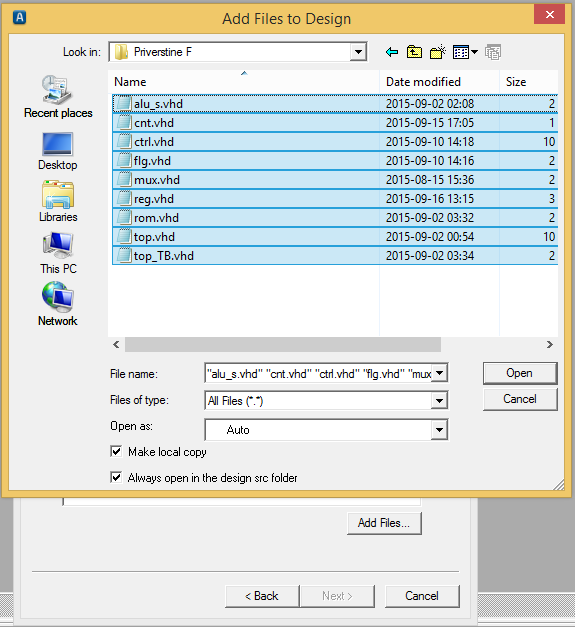 Add Files to Design
Look in: Priverstine F
Name Date modified Size
alu_s.vhd 2015-09-02 02:08 2
cnt.vhd 2015-09-15 17:05 1
ctrl.vhd 2015-09-10 14:18 10
flg.vhd 2015-09-10 14:16 2
mux.vhd 2015-08-15 15:36 2
reg.vhd 2015-09-16 13:15 3
rom.vhd 2015-09-02 03:32 2
top.vhd 2015-09-02 00:54 10
top_TB.vhd 2015-09-02 03:34 2
Recent places
Desktop
Libraries
This PC
Network
File name: "alu_s.vhd" "cnt.vhd" "ctrl.vhd" "flg.vhd" "mux Open
Files of type: All Files (*.*) Cancel
Open as: Auto
Make local copy
Always open in the design src folder
Add Files...
< Back Next > Cancel